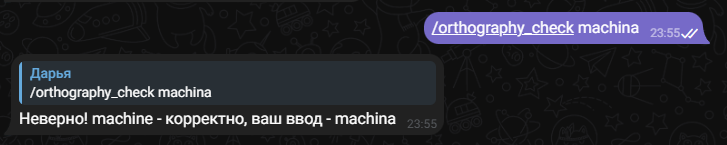 /orthography_check machina 23:55
Дарья
/orthography_check machina
Неверно! machine - корректно, ваш ввод - machina 23:55